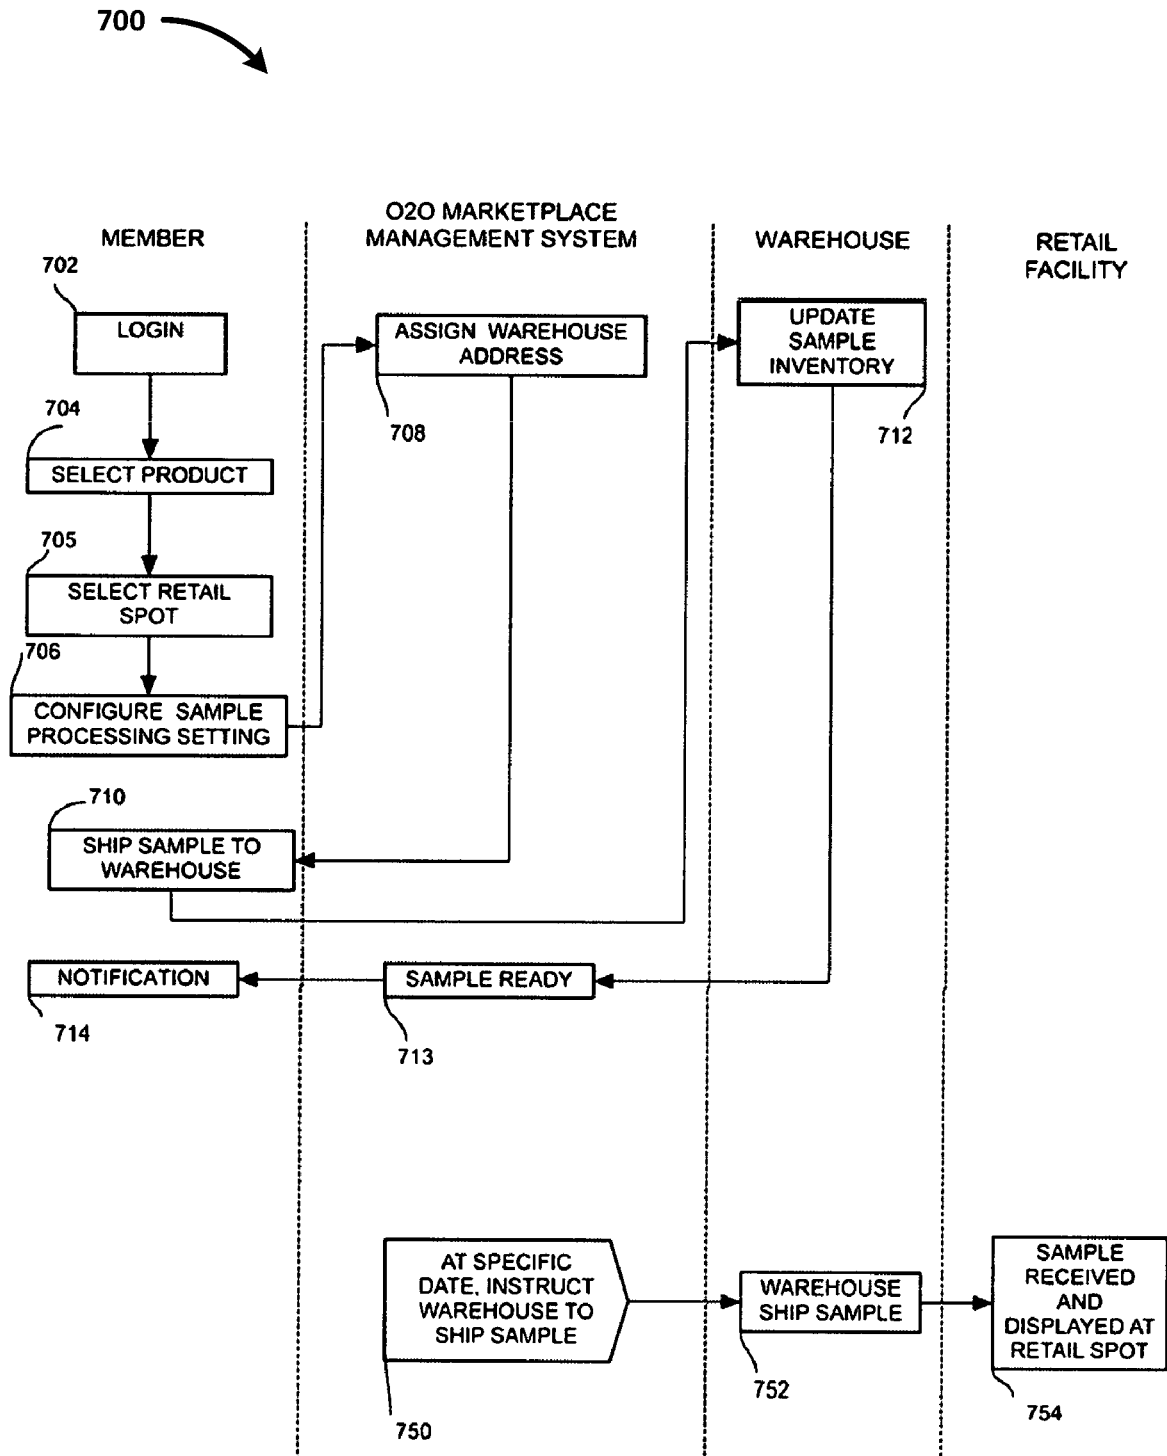 700
MEMBER
O2O MARKETPLACE
MANAGEMENT SYSTEM
WAREHOUSE
RETAIL
FACILITY
702
LOGIN
704
SELECT PRODUCT
705
SELECT RETAIL
SPOT
706
CONFIGURE SAMPLE
PROCESSING SETTING
ASSIGN WAREHOUSE
ADDRESS
708
UPDATE
SAMPLE
INVENTORY
712
710
SHIP SAMPLE TO
WAREHOUSE
NOTIFICATION
714
SAMPLE READY
713
AT SPECIFIC
DATE, INSTRUCT
WAREHOUSE TO
SHIP SAMPLE
750
WAREHOUSE
SHIP SAMPLE
752
SAMPLE
RECEIVED
AND
DISPLAYED AT
RETAIL SPOT
754